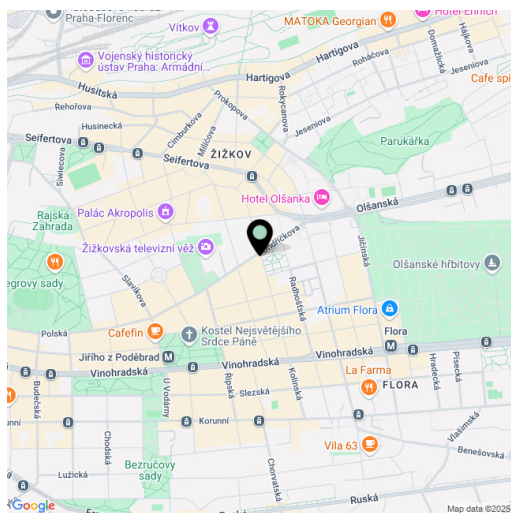 Praha-Florenc
Vítkov
MATOKA Georgian
Vojenský historický
ústav Praha: Armádní...
Hartigova
Hartigova
Husitská
Řehořova
Roháčova
Domažlická
Hájkova
Jeseniova
Cafe spi
Rokycanova
Prokopova
Jeseniova
Husinecká
Cimburkova
Milíčova
Seifertova
Seifertova
ŽIŽKOV
Parukářka
Siwiecova
Hotel Olšanka
Olšanská
Rajská
Zahrada
Palác Akropolis
Ondříčkova
Žižkovská televizní věž
Jičínská
Olšanské hřbitovy
egrovy sady
Slavíkova
Radhošťská
Atrium Flora
Polská
Cafefin
Kostel Nejsvětějšího
Srdce Páně
Flora
Jiřího z Poděbrad
Vinohradská
Vinohradská
Vinohradská
Hradecká
Písecká
La Farma
FLORA
Budečská
U Vodárny
Řipská
Kolínská
Slezská
Korunní
unní
Vlašimská
Chodská
Vila 63
Benešovská
Bezručovy
sady
Chorvatská
Lužická
Ruská
Google
Map data ©2025